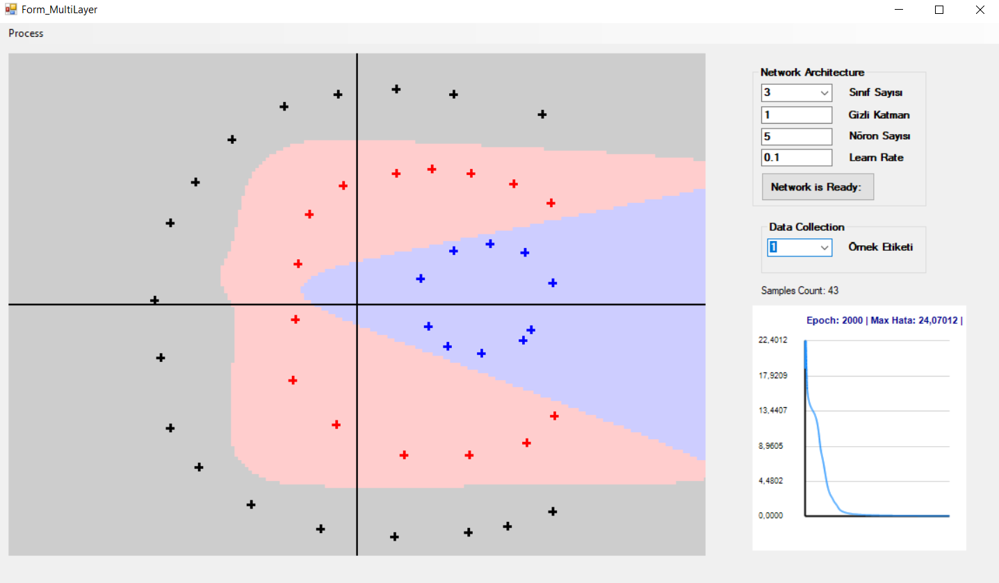 Form_MultiLayer
Process
Network Architecture
3 Sınıf Sayısı
1 Gizli Katman
5 Nöron Sayısı
0.1 Learn Rate
Network is Ready:
Data Collection
1 Örnek Etiketi
Samples Count: 43
Epoch: 2000 | Max Hata: 24,07012 |
22,4012
17,9209
13,4407
8,9605
4,4802
0,0000